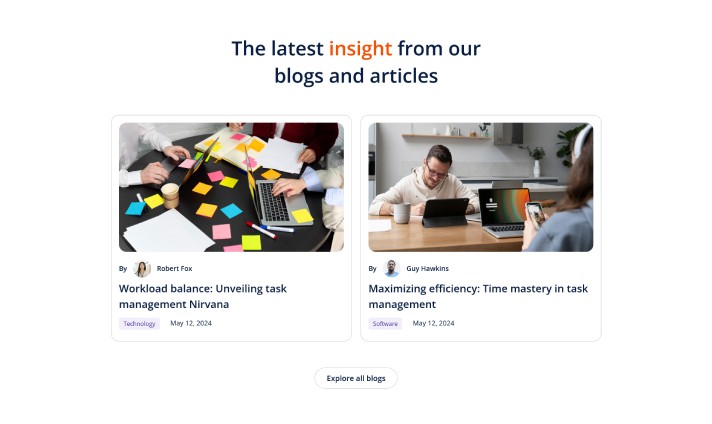 The latest insight from our
blogs and articles
By Robert Fox
Workload balance: Unveiling task
management Nirvana
Technology May 12, 2024
By Guy Hawkins
Maximizing efficiency: Time mastery in task
management
Software May 12, 2024
Explore all blogs